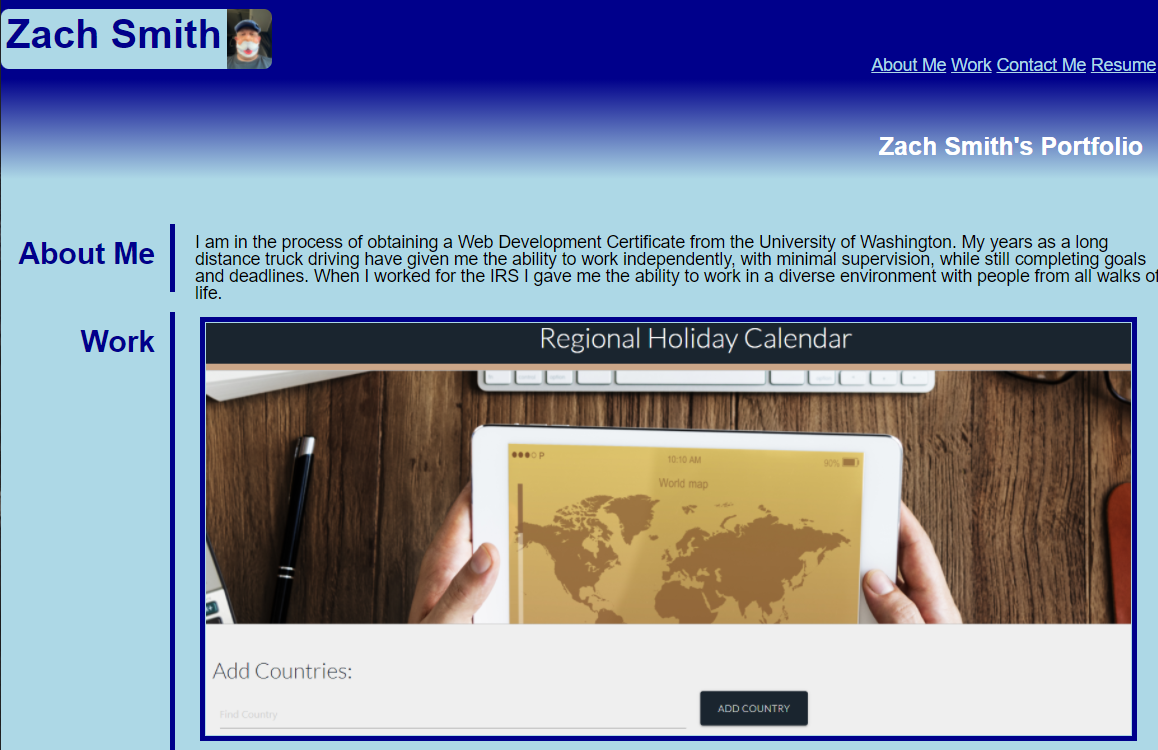 Zach Smith
About Me Work Contact Me Resume
Zach Smith's Portfolio
About Me
I am in the process of obtaining a Web Development Certificate from the University of Washington. My years as a long
distance truck driving have given me the ability to work independently, with minimal supervision, while still completing goals
and deadlines. When I worked for the IRS I gave me the ability to work in a diverse environment with people from all walks of
life.
Work
Regional Holiday Calendar
P
10:10 AM
90%
World map
Add Countries:
Find Country
ADD COUNTRY